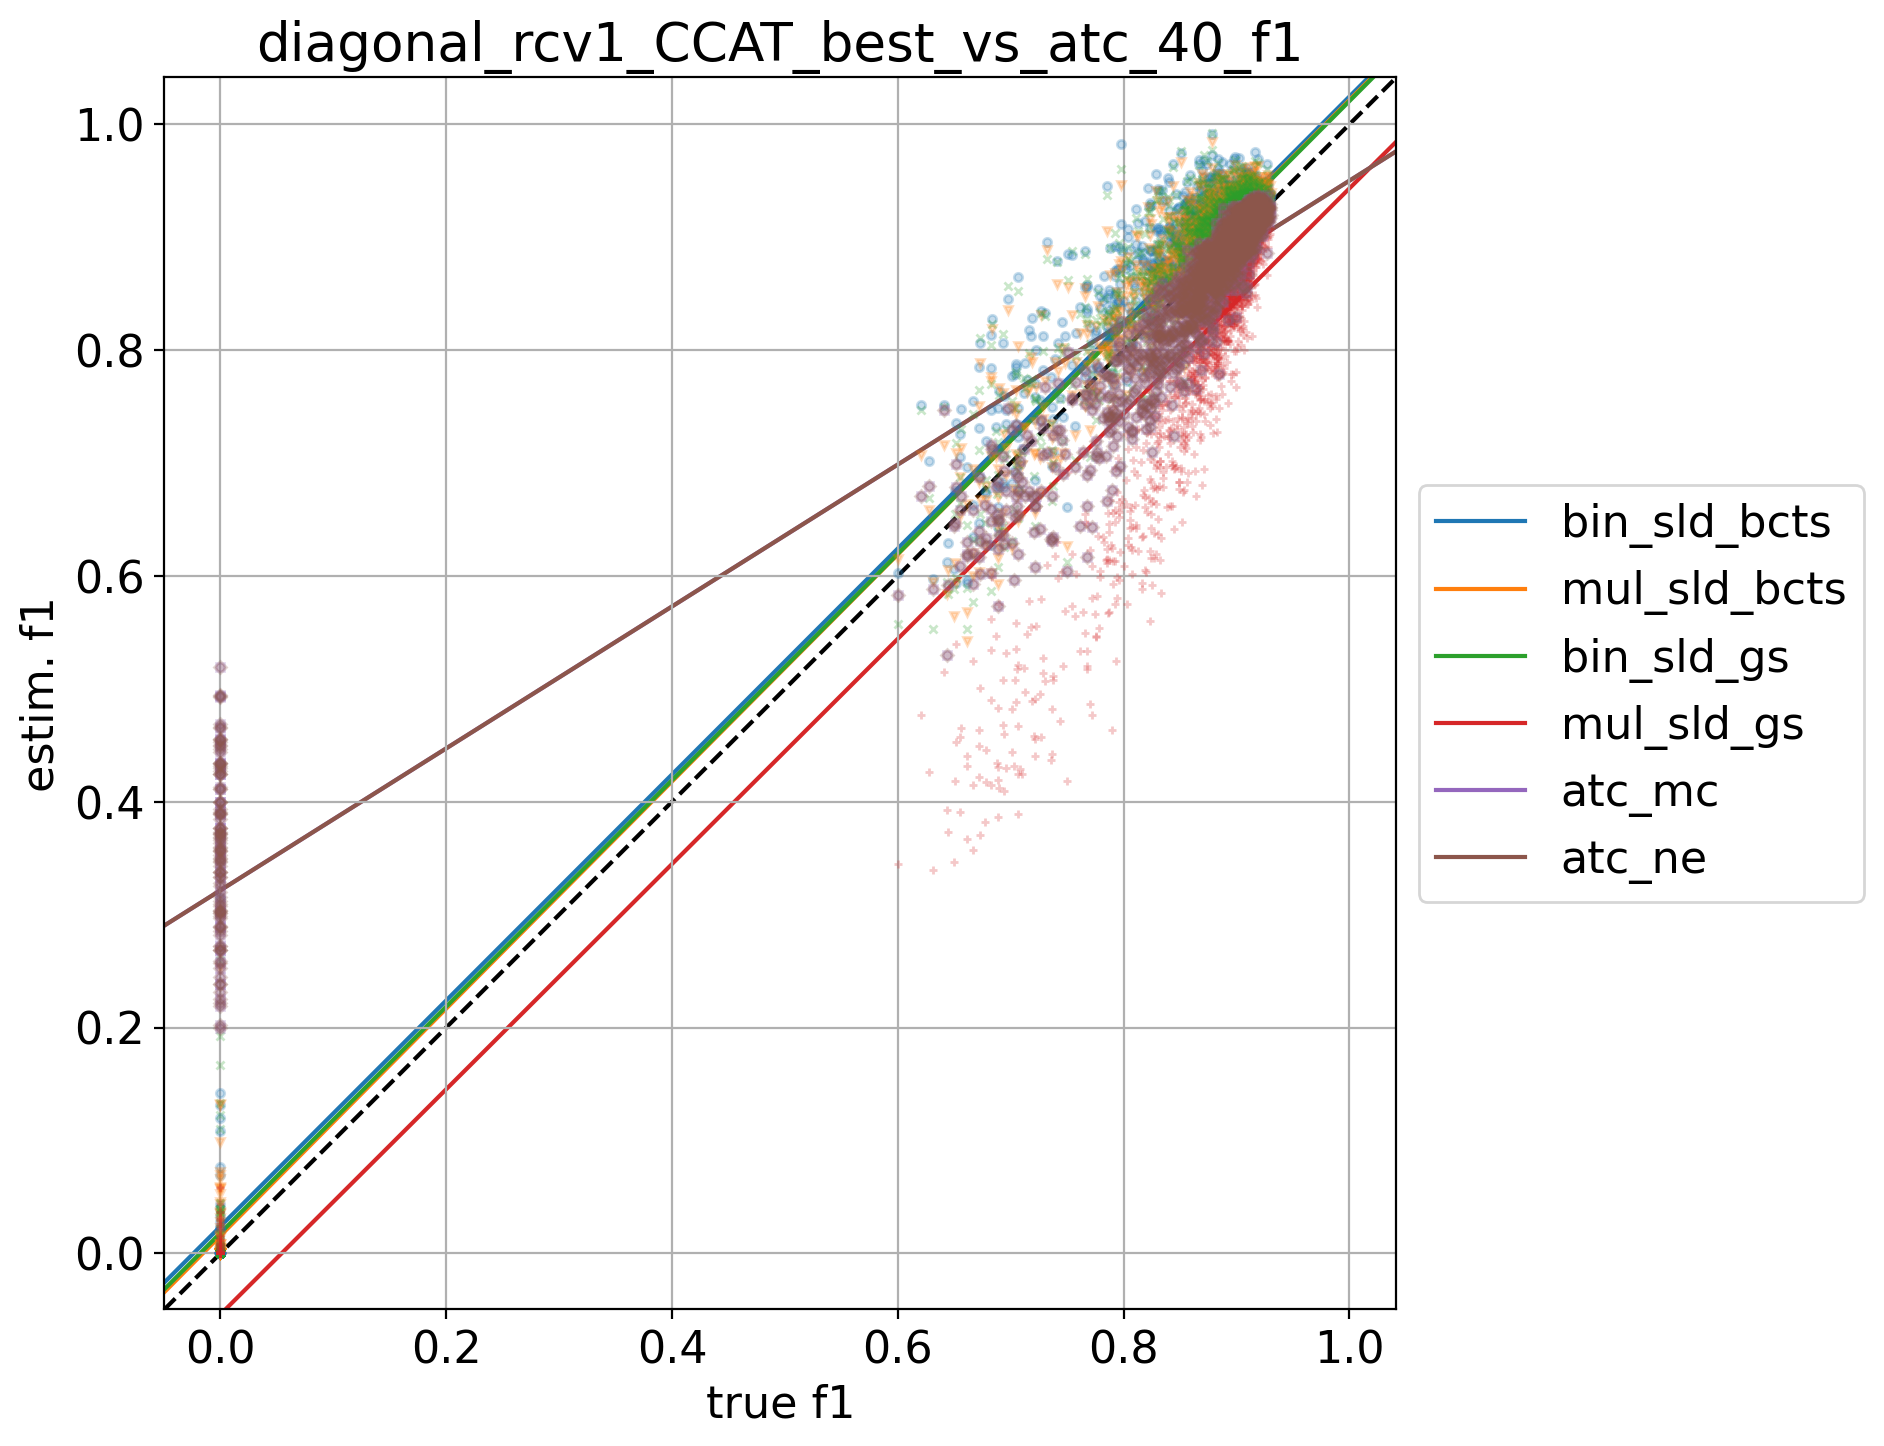 diagonal_rcv1_CCAT_best_vs_atc_40_f1
1.0
0.8
0.6
0.4
0.2
0.0
estim. f1
0.0 0.2 0.4 0.6 0.8 1.0
true f1
bin_sld_bcts
mul_sld_bcts
bin_sld_gs
mul_sld_gs
atc_mc
atc_ne